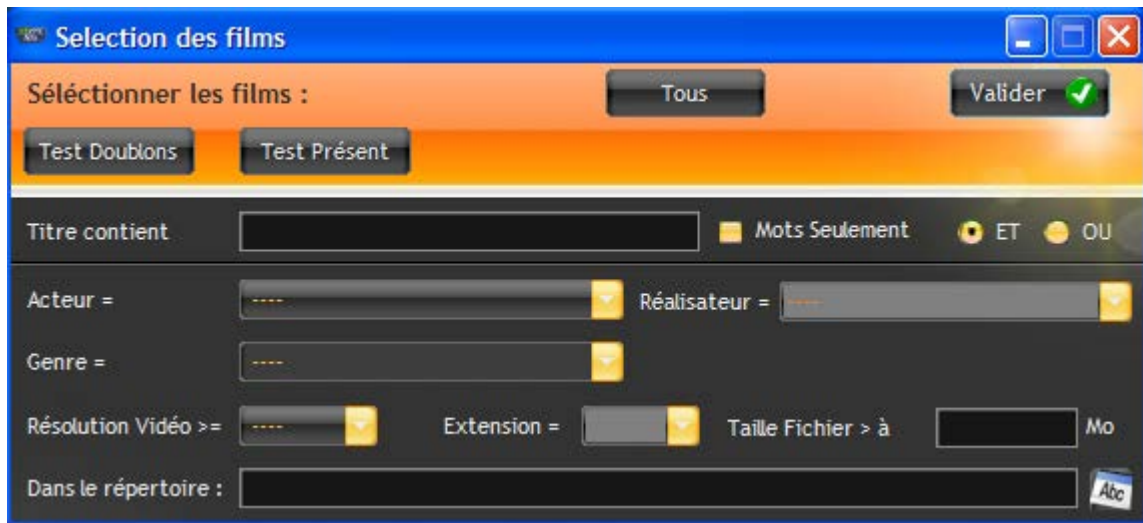 Selection des films
Séléctionner les films : Tous Valider
Test Doublons Test Présent
Titre contient Mots Seulement ET OU
Acteur = ---- Réalisateur = ----
Genre = ----
Résolution Vidéo >= ---- Extension = Taille Fichier > à Mo
Dans le répertoire : Abc